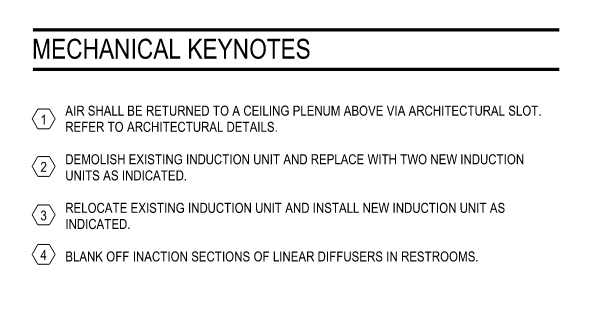 MECHANICAL KEYNOTES
1 AIR SHALL BE RETURNED TO A CEILING PLENUM ABOVE VIA ARCHITECTURAL SLOT.
REFER TO ARCHITECTURAL DETAILS.
2 DEMOLISH EXISTING INDUCTION UNIT AND REPLACE WITH TWO NEW INDUCTION
UNITS AS INDICATED.
3 RELOCATE EXISTING INDUCTION UNIT AND INSTALL NEW INDUCTION UNIT AS
INDICATED.
4 BLANK OFF INACTION SECTIONS OF LINEAR DIFFUSERS IN RESTROOMS.